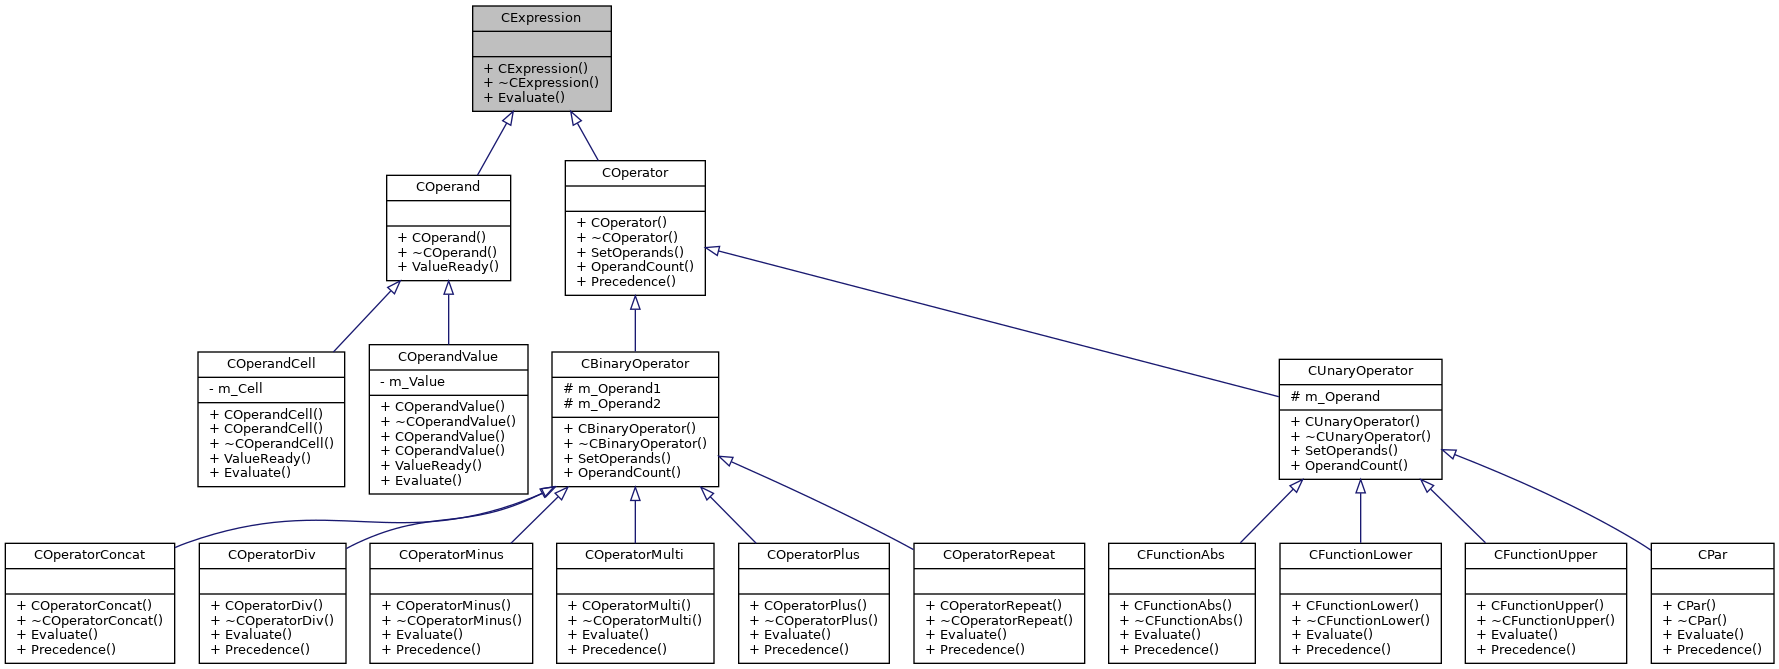 CExpression
+ CExpression()
+ ~CExpression()
+ Evaluate()
COperand
+ COperand()
+ ~COperand()
+ ValueReady()
COperator
+ COperator()
+ ~COperator()
+ SetOperands()
+ OperandCount()
+ Precedence()
COperandCell
- m_Cell
+ COperandCell()
+ COperandCell()
+ ~COperandCell()
+ ValueReady()
+ Evaluate()
COperandValue
- m_Value
+ COperandValue()
+ ~COperandValue()
+ COperandValue()
+ COperandValue()
+ ValueReady()
+ Evaluate()
CBinaryOperator
# m_Operand1
# m_Operand2
+ CBinaryOperator()
+ ~CBinaryOperator()
+ SetOperands()
+ OperandCount()
CUnaryOperator
# m_Operand
+ CUnaryOperator()
+ ~CUnaryOperator()
+ SetOperands()
+ OperandCount()
COperatorConcat
+ COperatorConcat()
+ ~COperatorConcat()
+ Evaluate()
+ Precedence()
COperatorDiv
+ COperatorDiv()
+ ~COperatorDiv()
+ Evaluate()
+ Precedence()
COperatorMinus
+ COperatorMinus()
+ ~COperatorMinus()
+ Evaluate()
+ Precedence()
COperatorMulti
+ COperatorMulti()
+ ~COperatorMulti()
+ Evaluate()
+ Precedence()
COperatorPlus
+ COperatorPlus()
+ ~COperatorPlus()
+ Evaluate()
+ Precedence()
COperatorRepeat
+ COperatorRepeat()
+ ~COperatorRepeat()
+ Evaluate()
+ Precedence()
CFunctionAbs
+ CFunctionAbs()
+ ~CFunctionAbs()
+ Evaluate()
+ Precedence()
CFunctionLower
+ CFunctionLower()
+ ~CFunctionLower()
+ Evaluate()
+ Precedence()
CFunctionUpper
+ CFunctionUpper()
+ ~CFunctionUpper()
+ Evaluate()
+ Precedence()
CPar
+ CPar()
+ ~CPar()
+ Evaluate()
+ Precedence()